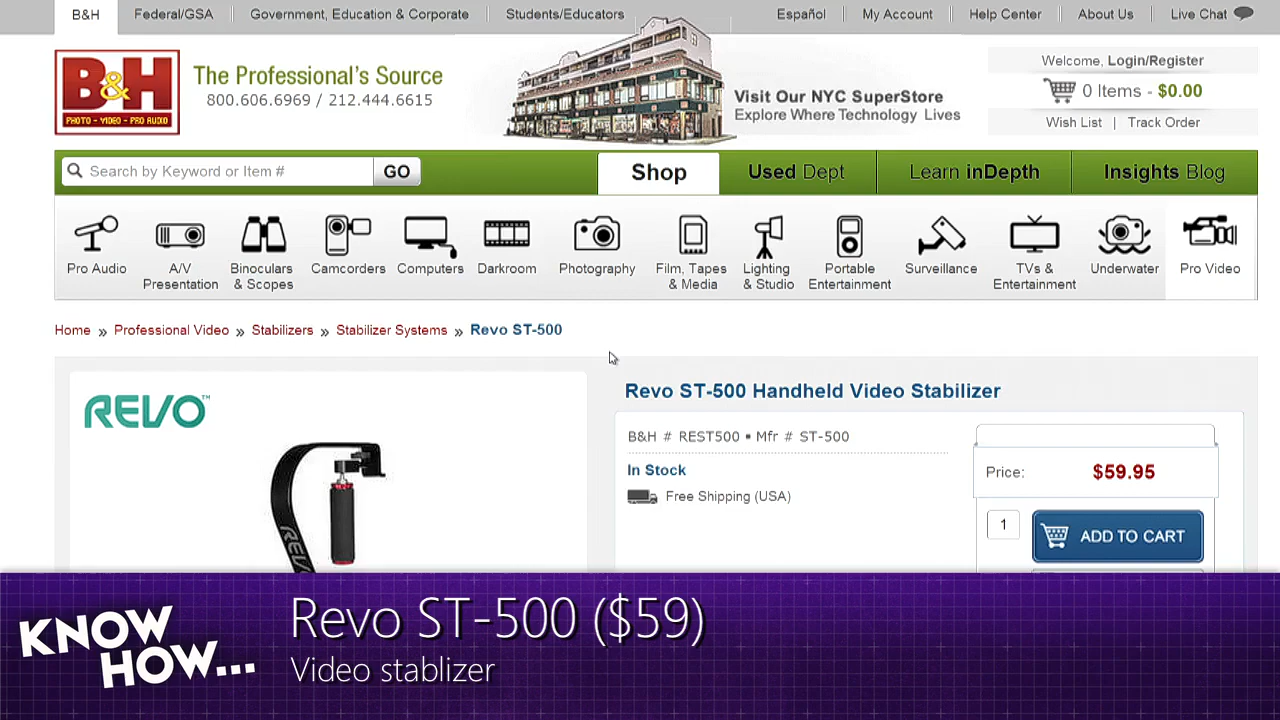 B&H
Federal/GSA
Government, Education & Corporate
Students/Educators
Español
My Account
Help Center
About Us
Live Chat
B&H
PHOTO - VIDEO - PRO AUDIO
The Professional's Source
800.606.6969 / 212.444.6615
Visit Our NYC SuperStore
Explore Where Technology Lives
Welcome, Login/Register
0 Items - $0.00
Wish List | Track Order
Search by Keyword or Item #
GO
Shop
Used Dept
Learn inDepth
Insights Blog
Pro Audio
A/V
Presentation
Binoculars
& Scopes
Camcorders
Computers
Darkroom
Photography
Film, Tapes
& Media
Lighting
& Studio
Portable
Entertainment
Surveillance
TVs &
Entertainment
Underwater
Pro Video
Home » Professional Video » Stabilizers » Stabilizer Systems » Revo ST-500
REVO™
REVO
Revo ST-500 Handheld Video Stabilizer
B&H # REST500 ▪ Mfr # ST-500
In Stock
Free Shipping (USA)
Price: $59.95
1
ADD TO CART
KNOW
HOW...
Revo ST-500 ($59)
Video stablizer